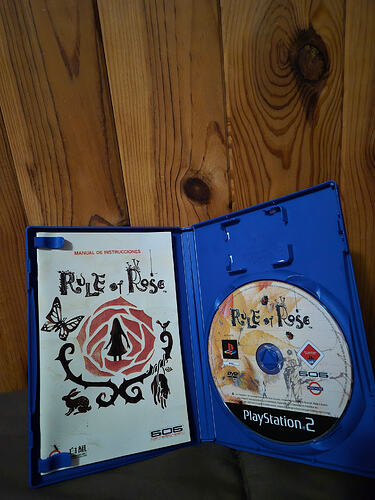 MANUAL DE INSTRUCCIONES
RULE of ROSE
505
RULE of ROSE
DVD
505
PlayStation.2